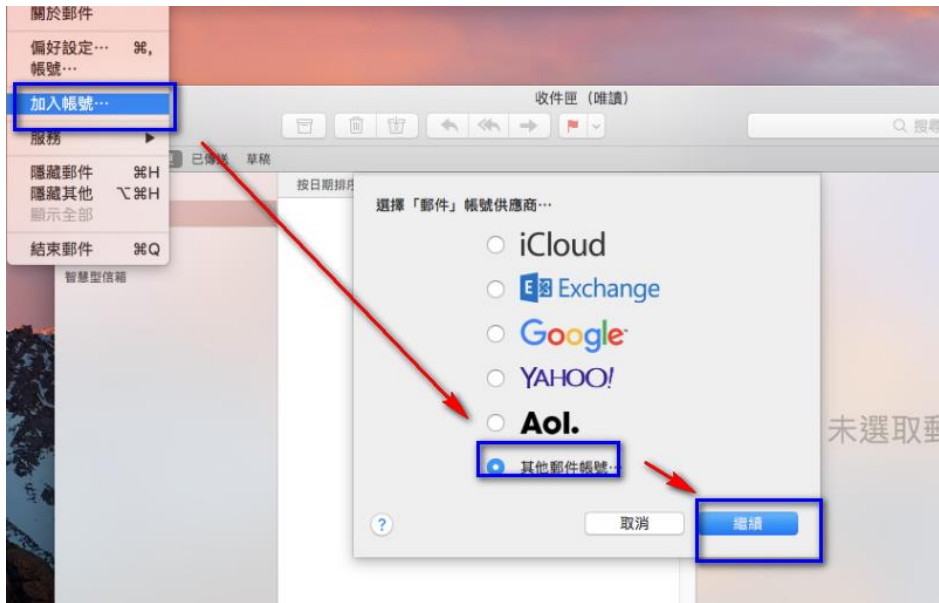 關於郵件
偏好設定… ⌘,
帳號…
加入帳號…
服務
隱藏郵件 ⌘H
隱藏其他 ⌥⌘H
顯示全部
結束郵件 ⌘Q
收件匣（唯讀）
搜尋
已傳送 草稿
按日期排序
智慧型信箱
選擇「郵件」帳號供應商…
iCloud
Exchange
Google
YAHOO!
Aol.
其他郵件帳號…
?
取消
繼續
未選取郵